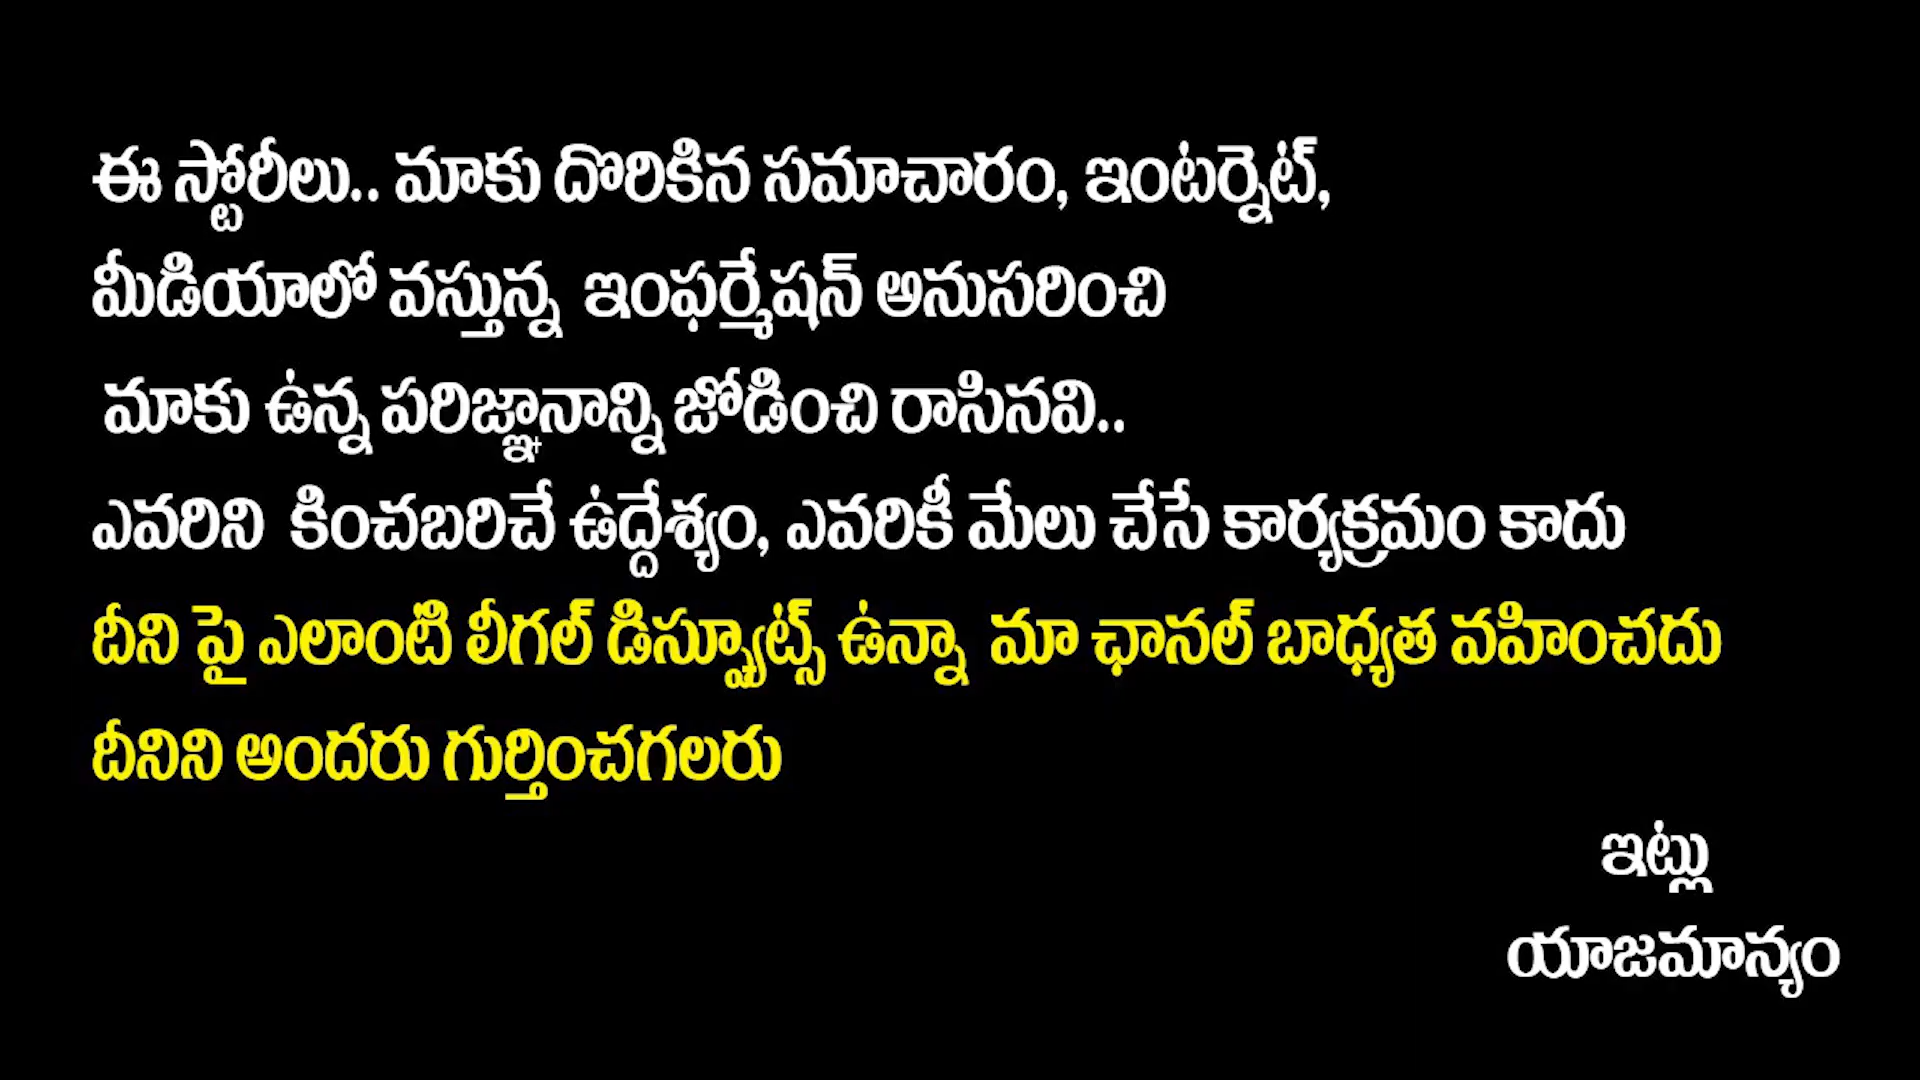 ఈ స్టోరీలు.. మాకు దొరికిన సమాచారం, ఇంటర్నెట్,
మీడియాలో వస్తున్న ఇంఫర్మేషన్ అనుసరించి
మాకు ఉన్న పరిజ్ఞానాన్ని జోడించి రాసినవి..
ఎవరిని కించబరిచే ఉద్దేశ్యం, ఎవరికీ మేలు చేసే కార్యక్రమం కాదు
దీని పై ఎలాంటి లీగల్ డిస్ప్యూట్స్ ఉన్నా మా ఛానల్ బాధ్యత వహించదు
దీనిని అందరు గుర్తించగలరు
ఇట్లు
యాజమాన్యం